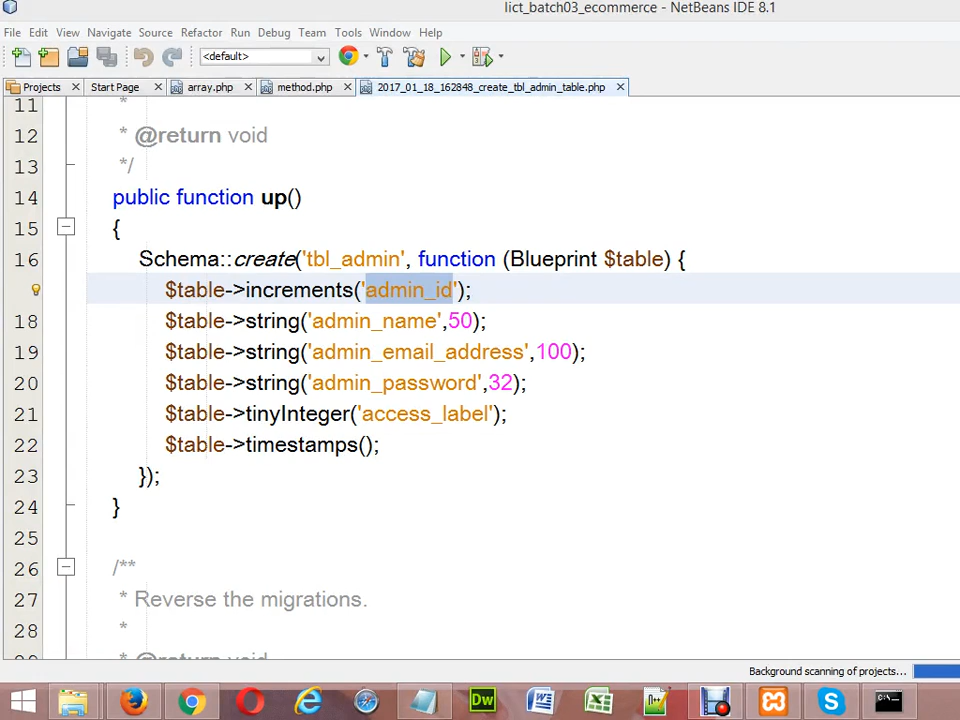 lict_batch03_ecommerce - NetBeans IDE 8.1
File Edit View Navigate Source Refactor Run Debug Team Tools Window Help
<default>
Projects Start Page array.php method.php 2017_01_18_162848_create_tbl_admin_table.php
11 *
12 * @return void
13 */
14 public function up()
15 {
16 Schema::create('tbl_admin', function (Blueprint $table) {
$table->increments('admin_id');
18 $table->string('admin_name',50);
19 $table->string('admin_email_address',100);
20 $table->string('admin_password',32);
21 $table->tinyInteger('access_label');
22 $table->timestamps();
23 });
24 }
25
26 /**
27 * Reverse the migrations.
28 *
* @return void
Background scanning of projects...
Dw